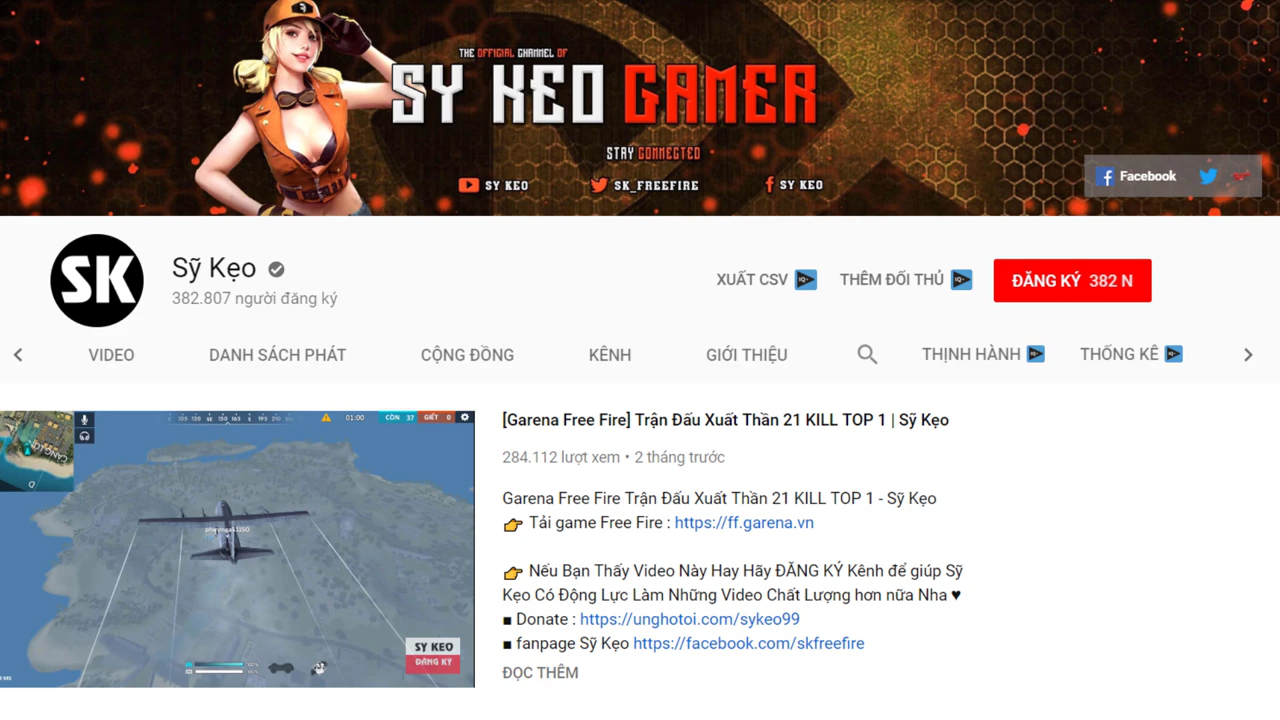 THE OFFICIAL CHANNEL OF
SY KEO GAMER
STAY CONNECTED
SY KEO
SK_FREEFIRE
SY KEO
Facebook
SK
Sỹ Kẹo
382.807 người đăng ký
XUẤT CSV
THÊM ĐỐI THỦ
ĐĂNG KÝ 382 N
VIDEO
DANH SÁCH PHÁT
CỘNG ĐỒNG
KÊNH
GIỚI THIỆU
THỊNH HÀNH
THỐNG KÊ
01:00
CÒN 37
GIẾT 0
SY KEO
ĐĂNG KÝ
[Garena Free Fire] Trận Đấu Xuất Thần 21 KILL TOP 1 | Sỹ Kẹo
284.112 lượt xem • 2 tháng trước
Garena Free Fire Trận Đấu Xuất Thần 21 KILL TOP 1 - Sỹ Kẹo
👉 Tải game Free Fire : https://ff.garena.vn
👉 Nếu Bạn Thấy Video Này Hay Hãy ĐĂNG KÝ Kênh để giúp Sỹ
Kẹo Có Động Lực Làm Những Video Chất Lượng hơn nữa Nha ♥
■ Donate : https://unghotoi.com/sykeo99
■ fanpage Sỹ Kẹo https://facebook.com/skfreefire
ĐỌC THÊM